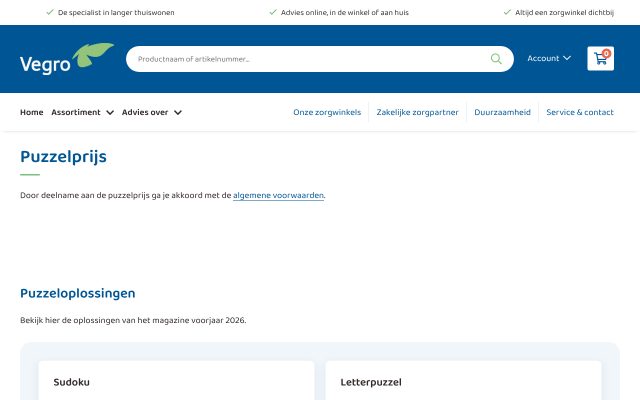 De specialist in langer thuiswonen
Advies online, in de winkel of aan huis
Altijd een zorgwinkel dichtbij
Vegro
Productnaam of artikelnummer...
Account
0
Home
Assortiment
Advies over
Onze zorgwinkels
Zakelijke zorgpartner
Duurzaamheid
Service & contact
Puzzelprijs
Door deelname aan de puzzelprijs ga je akkoord met de algemene voorwaarden.
Puzzeloplossingen
Bekijk hier de oplossingen van het magazine voorjaar 2026.
Sudoku
Letterpuzzel